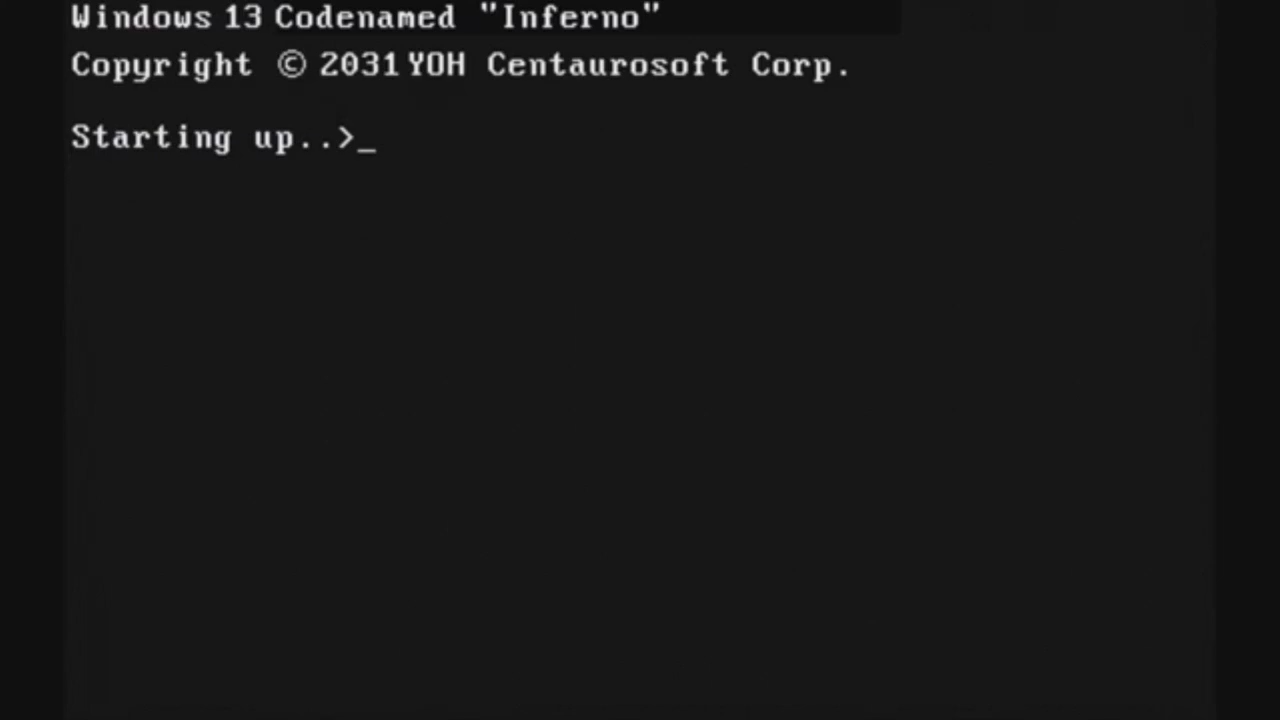 Windows 13 Codenamed "Inferno"
Copyright © 2031 YOH Centaurosoft Corp.
Starting up..>_